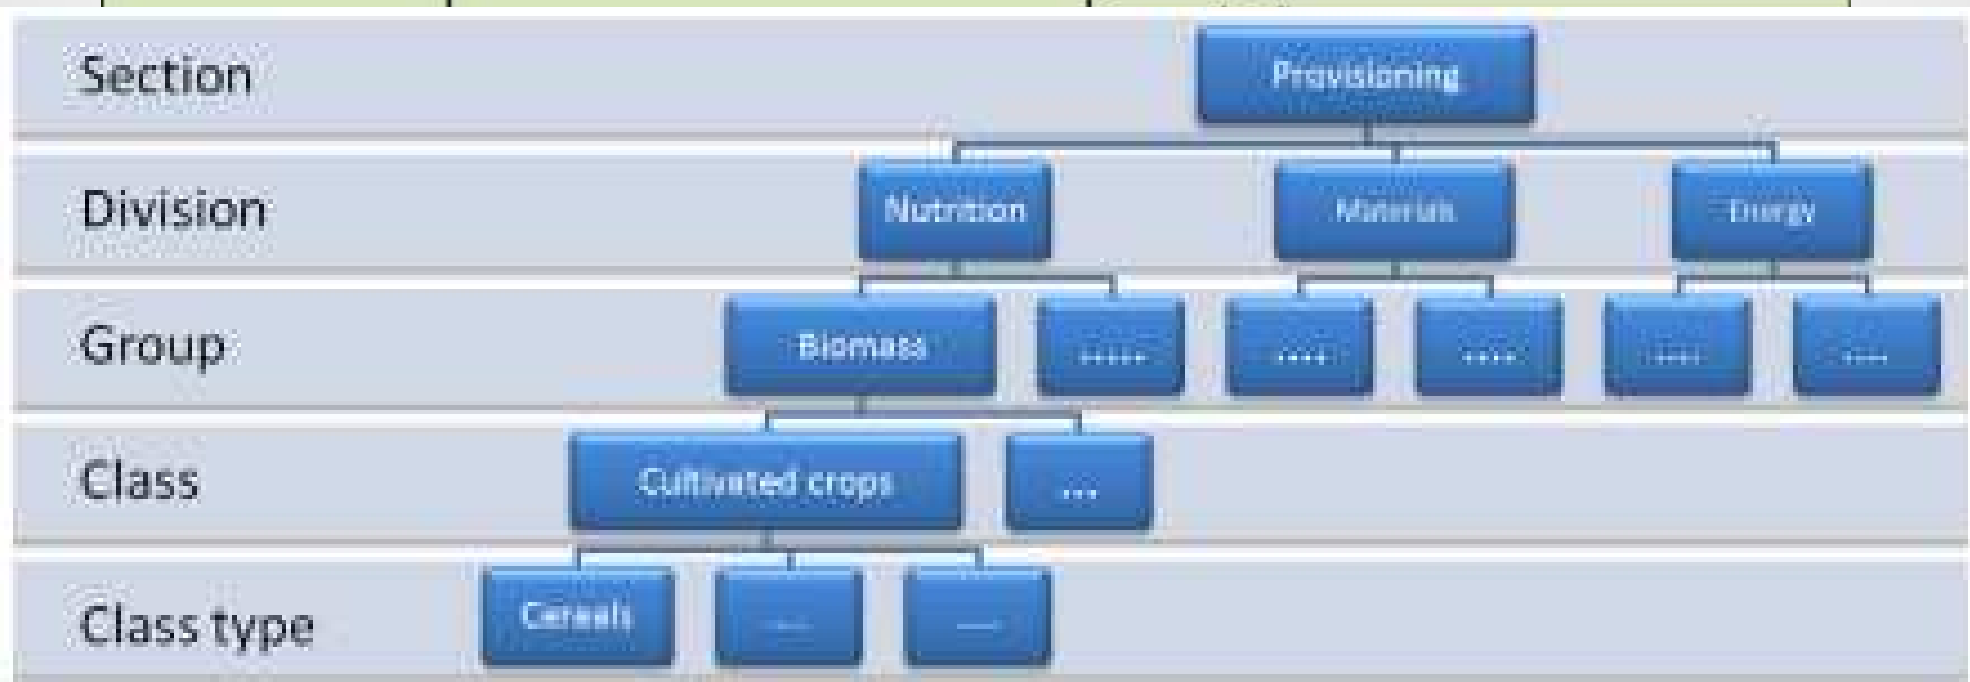 Section
Provisioning
Division
Nutrition
Materials
Energy
Group
Biomass
.....
....
....
....
....
Class
Cultivated crops
...
Class type
Cereals
....
....